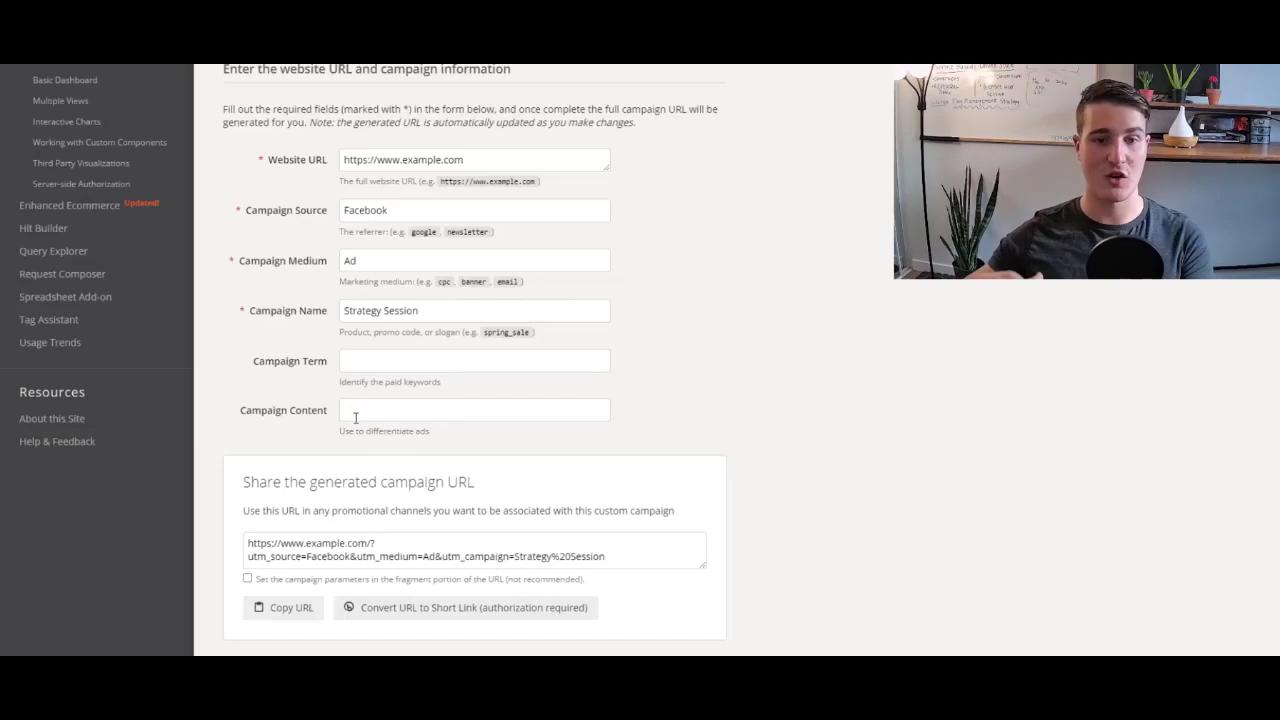 Enter the website URL and campaign information
Basic Dashboard
Multiple Views
Interactive Charts
Working with Custom Components
Third Party Visualizations
Server-side Authorization
Enhanced Ecommerce Updated!
Hit Builder
Query Explorer
Request Composer
Spreadsheet Add-on
Tag Assistant
Usage Trends
Resources
About this Site
Help & Feedback
Fill out the required fields (marked with *) in the form below, and once complete the full campaign URL will be
generated for you. Note: the generated URL is automatically updated as you make changes.
* Website URL https://www.example.com
The full website URL (e.g. https://www.example.com )
* Campaign Source Facebook
The referrer: (e.g. google, newsletter )
* Campaign Medium Ad
Marketing medium: (e.g. cpc, banner, email )
* Campaign Name Strategy Session
Product, promo code, or slogan (e.g. spring_sale )
Campaign Term
Identify the paid keywords
Campaign Content
Use to differentiate ads
Share the generated campaign URL
Use this URL in any promotional channels you want to be associated with this custom campaign
https://www.example.com/?
utm_source=Facebook&utm_medium=Ad&utm_campaign=Strategy%20Session
Set the campaign parameters in the fragment portion of the URL (not recommended).
Copy URL
Convert URL to Short Link (authorization required)